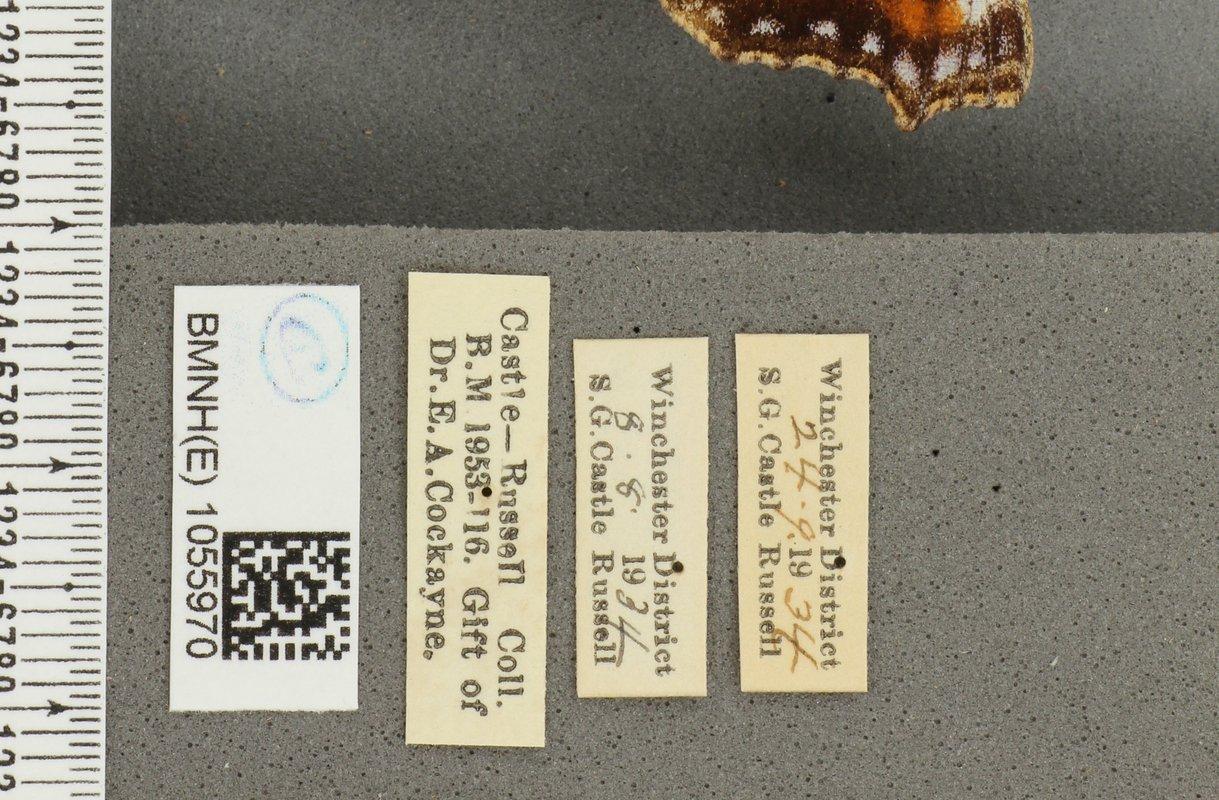 Winchester District
24.9.1934
S.G.Castle Russell
Winchester District
8.8.1934
S.G.Castle Russell
Castle—Russell Coll.
B.M.1953-116. Gift of
Dr.E.A.Cockayne.
BMNH(E) 1055970